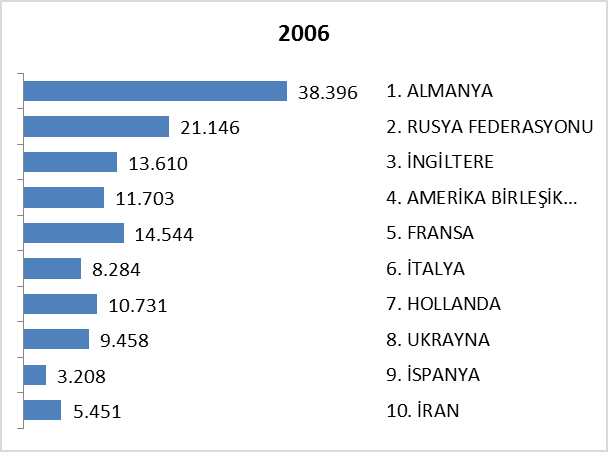 2006
38.396 1. ALMANYA
21.146 2. RUSYA FEDERASYONU
13.610 3. İNGİLTERE
11.703 4. AMERİKA BİRLEŞİK...
14.544 5. FRANSA
8.284 6. İTALYA
10.731 7. HOLLANDA
9.458 8. UKRAYNA
3.208 9. İSPANYA
5.451 10. İRAN